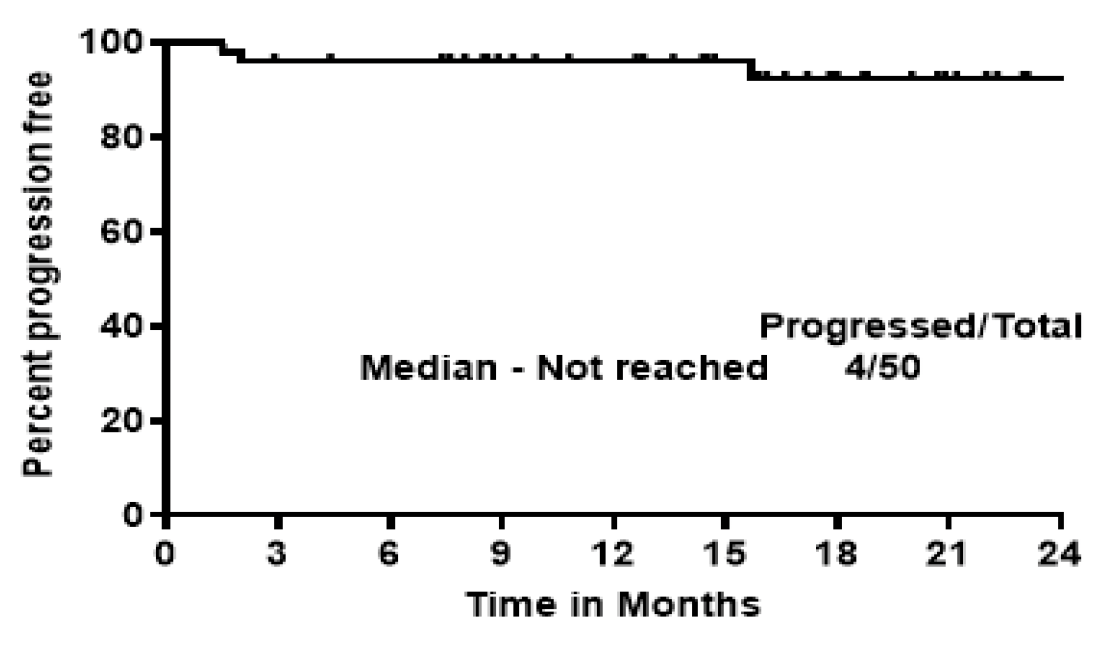 Percent progression free
100
80
60
40
20
0
Progressed/Total
Median - Not reached 4/50
0 3 6 9 12 15 18 21 24
Time in Months